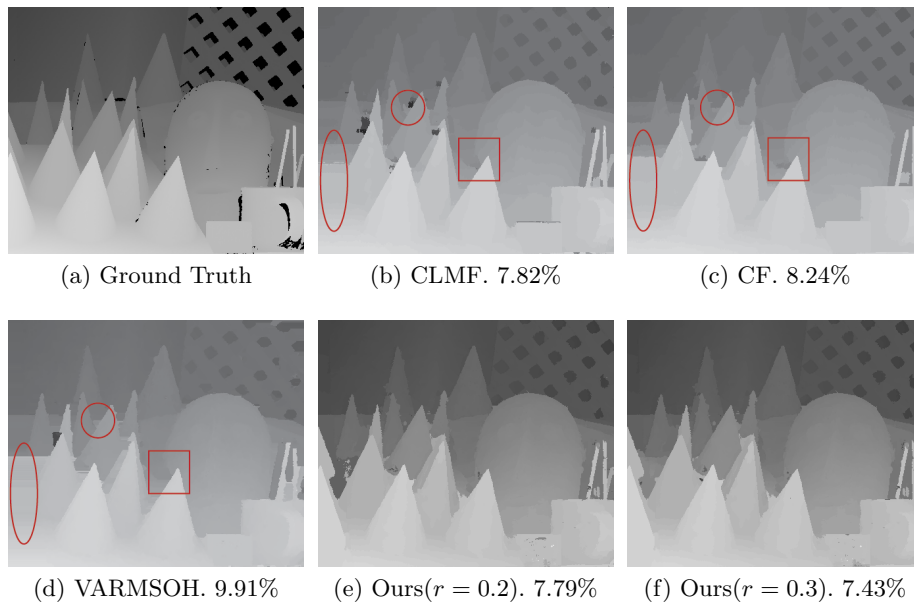 (a) Ground Truth
(b) CLMF. 7.82%
(c) CF. 8.24%
(d) VARMSOH. 9.91%
(e) Ours(r = 0.2). 7.79%
(f) Ours(r = 0.3). 7.43%